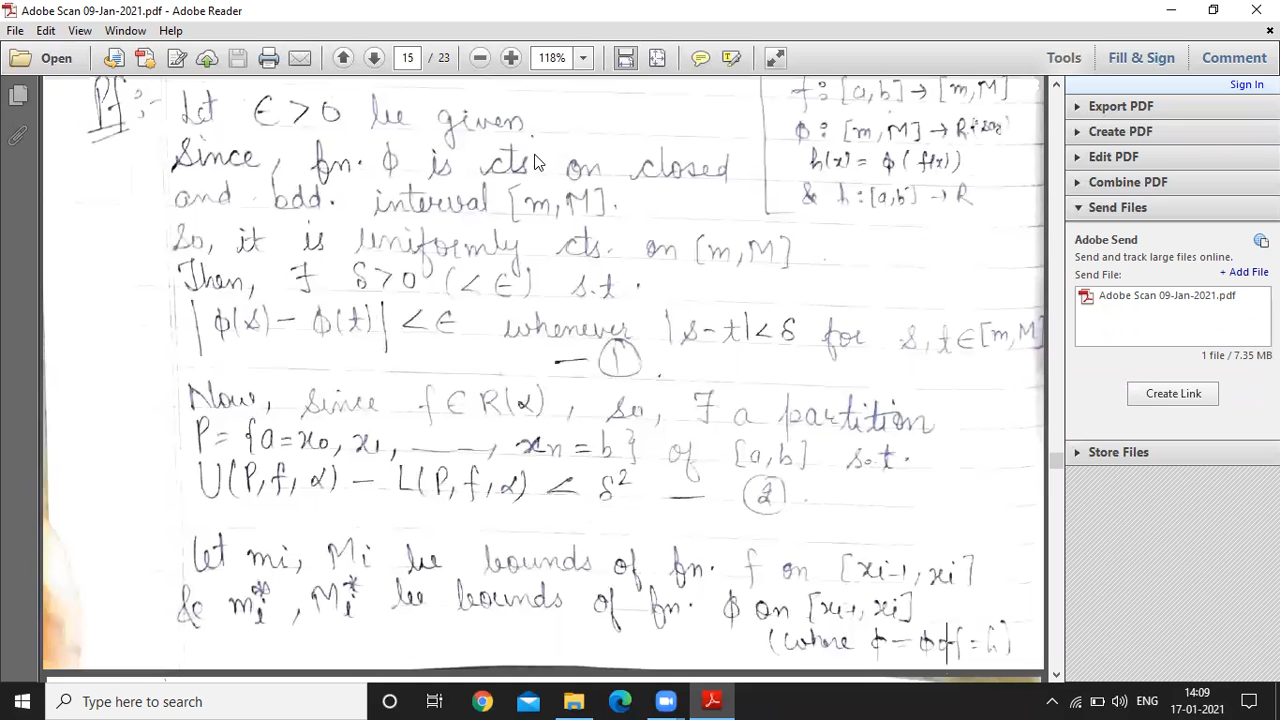 Adobe Scan 09-Jan-2021.pdf - Adobe Reader
File Edit View Window Help
Open 15 / 23 118% Tools Fill & Sign Comment
Sign In
Export PDF
Create PDF
Edit PDF
Combine PDF
Send Files
Adobe Send
Send and track large files online.
Send File:
+ Add File
Adobe Scan 09-Jan-2021.pdf
1 file / 7.35 MB
Create Link
Store Files
f : [a,b] → [m,M]
φ : [m,M] → R
h(x) = φ(f(x))
& h : [a,b] → R
Pf :-
Let ∈ > 0 be given.
Since, fn. φ is cts on closed
and bdd. interval [m,M].
So, it is uniformly cts. on [m,M]
Then, ∃ δ>0 (<∈) s.t.
|φ(s) - φ(t)| < ∈ whenever |s-t|<δ for s,t∈[m,M]
— ①.
Now, since f∈R(α), so, ∃ a partition
P = {a=x₀, x₁, ——, xn = b} of [a,b] s.t.
U(P,f,α) - L(P,f,α) < δ² — ②.
Let mi, Mi be bounds of fn. f on [xi-1, xi]
& mi*, Mi* be bounds of fn. φ on [xi-1, xi]
(where φ = φof = h)
Type here to search
ENG
14:09
17-01-2021